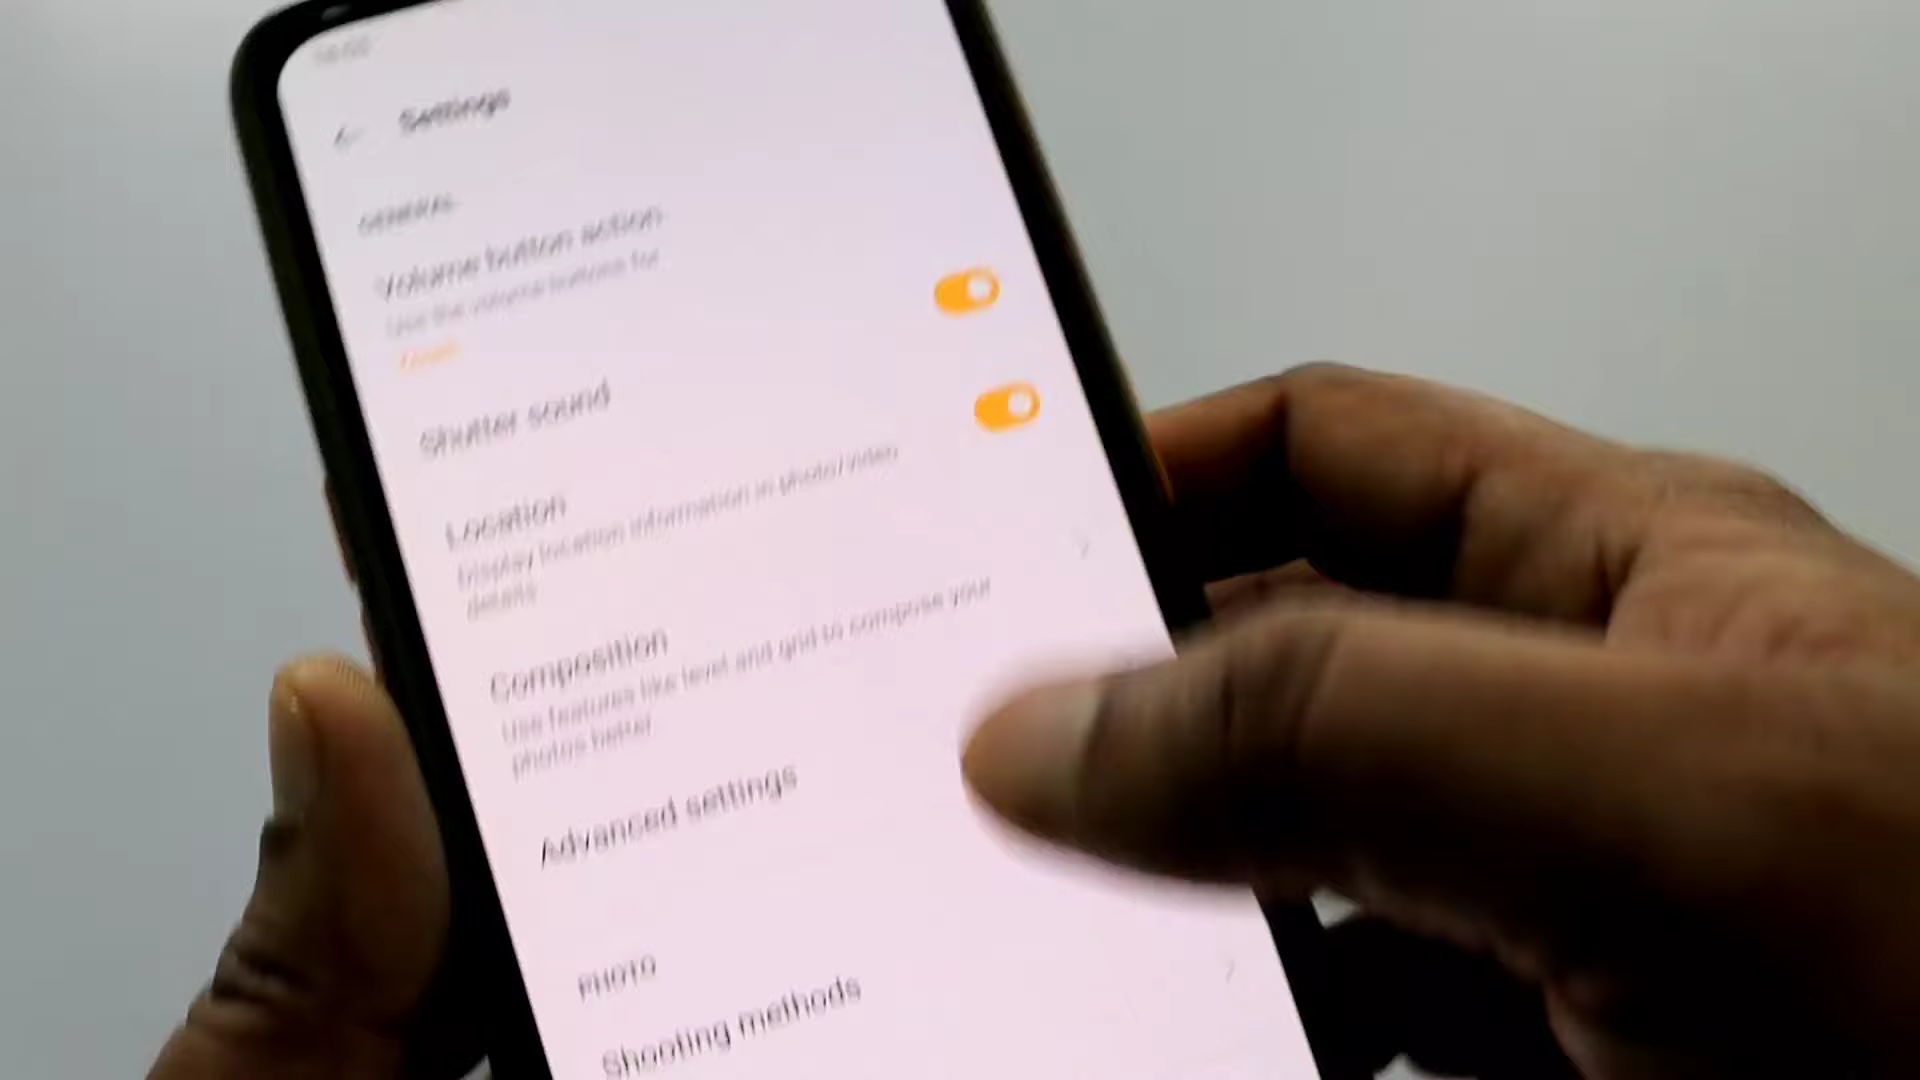 Settings
GENERAL
Volume button action
Use the volume buttons for
Shutter sound
Location
Display location information in photo/video
details
Composition
Use features like level and grid to compose your
photos better
Advanced settings
PHOTO
Shooting methods